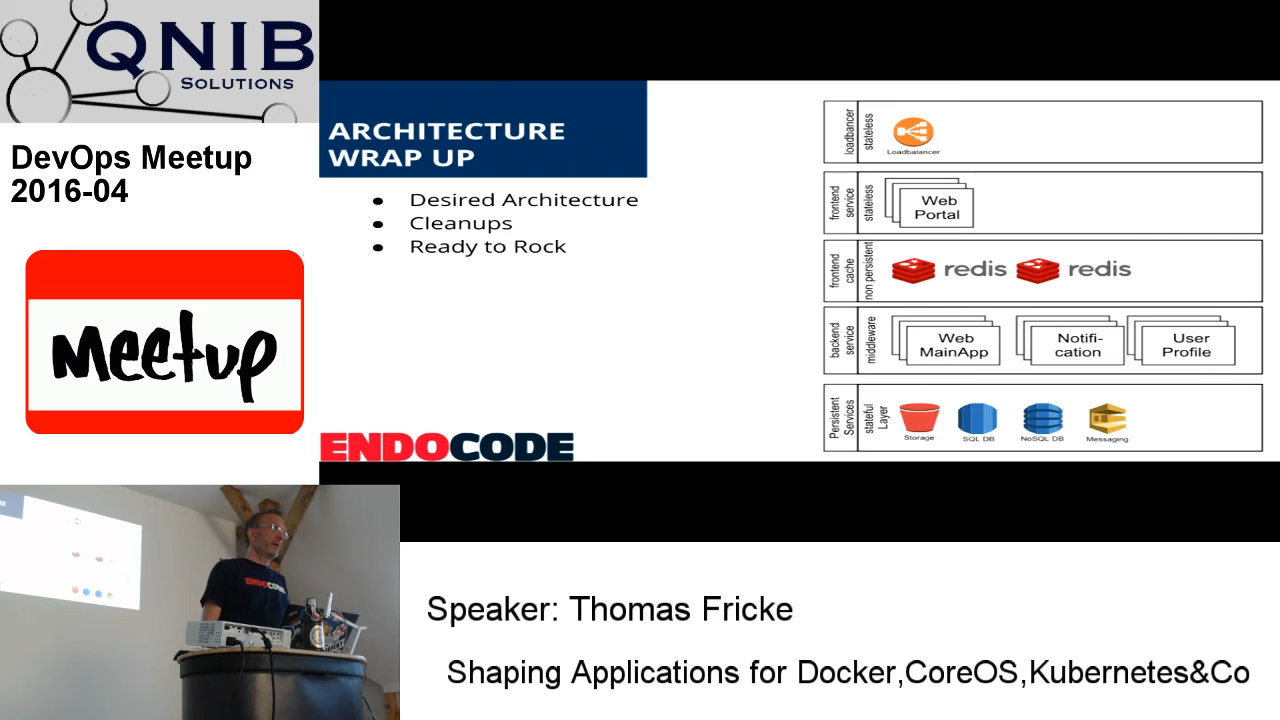 QNIB
SOLUTIONS
DevOps Meetup
2016-04
Meetup
ARCHITECTURE
WRAP UP
● Desired Architecture
● Cleanups
● Ready to Rock
ENDOCODE
loadbancer
stateless
Loadbalancer
frontend
service
stateless
Web
Portal
frontend
cache
non persistent
redis
redis
backend
service
middleware
Web
MainApp
Notifi-
cation
User
Profile
Persistent
Services
stateful
Layer
Storage
SQL DB
NoSQL DB
Messaging
ENDOCODE
Speaker: Thomas Fricke
Shaping Applications for Docker,CoreOS,Kubernetes&Co